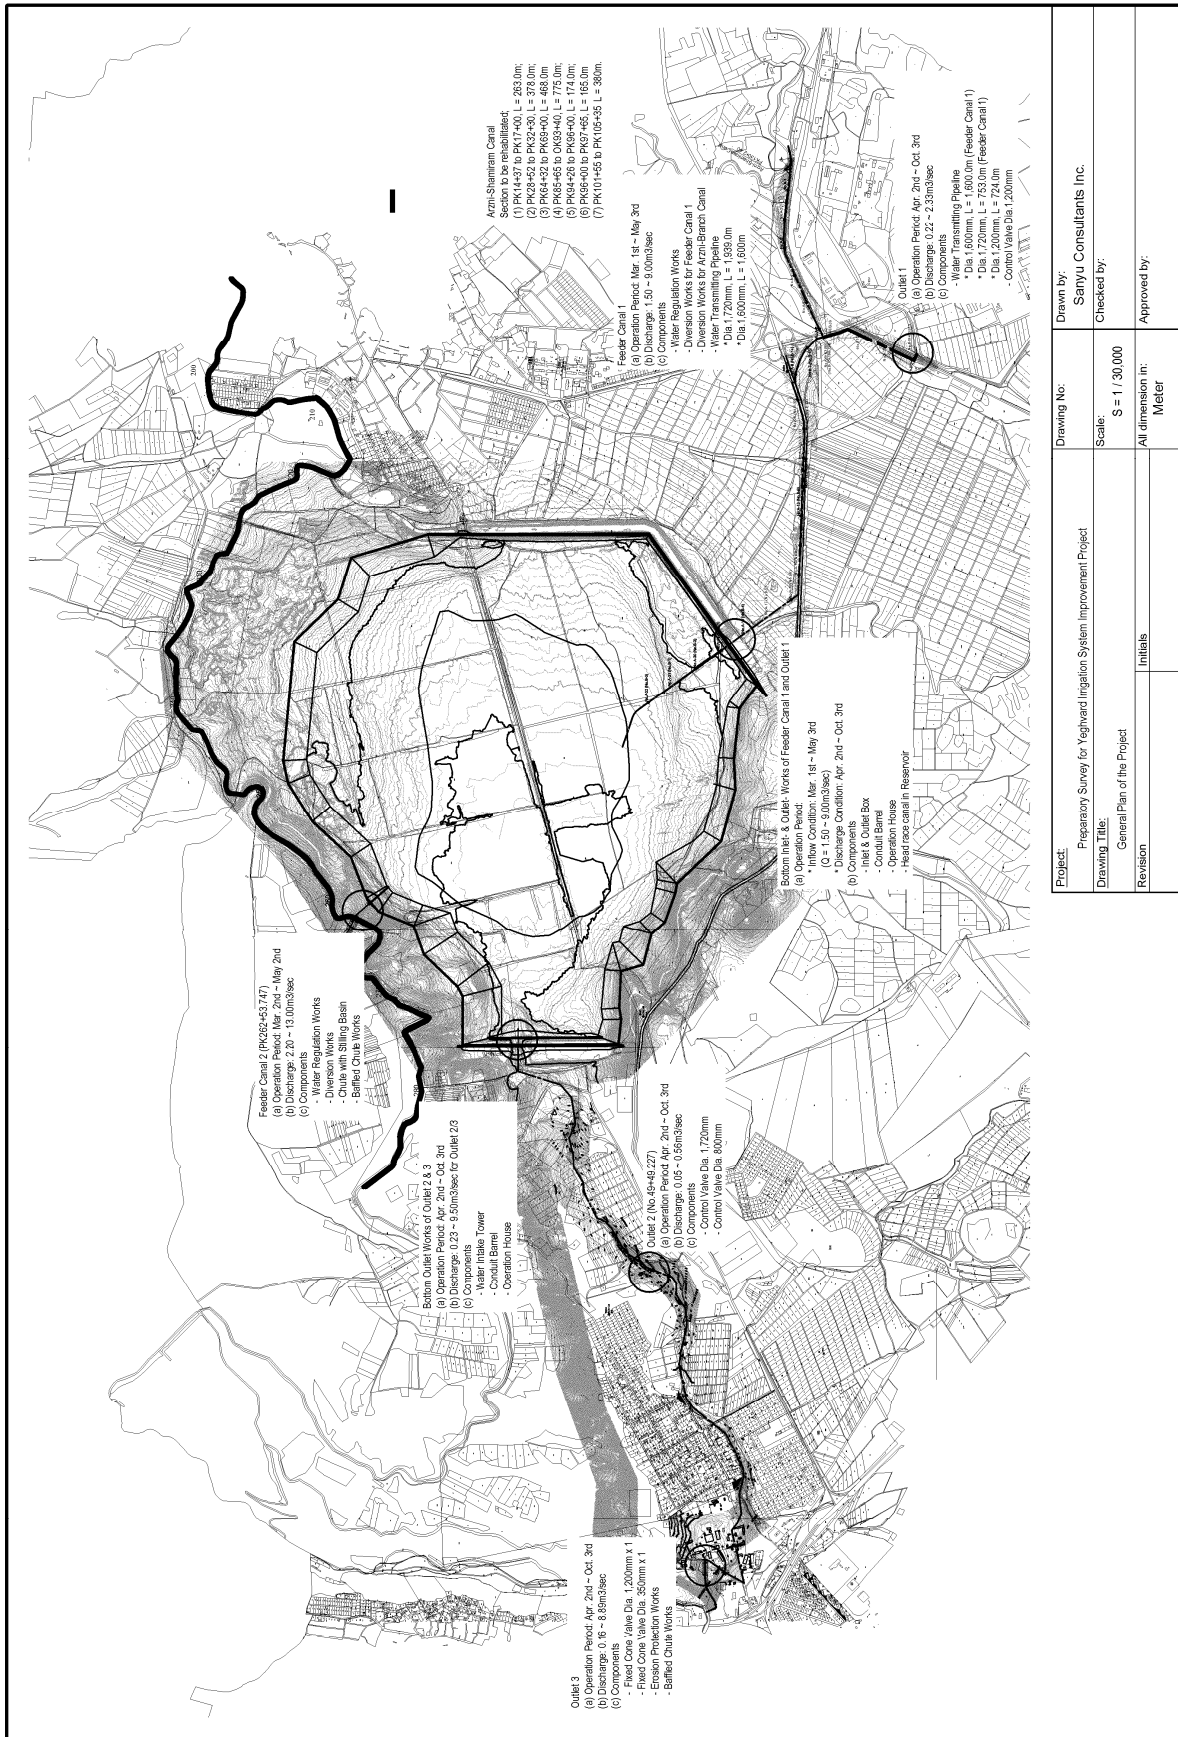 Arzni-Shamiram Canal
Section to be rehabilitated;
(1) PK14+37 to PK17+00, L = 263.0m;
(2) PK28+52 to PK32+30, L = 378.0m;
(3) PK64+32 to PK69+00, L = 468.0m
(4) PK85+65 to OK93+40, L = 775.0m;
(5) PK94+26 to PK96+00, L = 174.0m;
(6) PK96+00 to PK97+65, L = 165.0m
(7) PK101+55 to PK105+35 L = 380m.
200
210
280
Feeder Canal 1
(a) Operation Period: Mar. 1st ~ May 3rd
(b) Discharge: 1.50 ~ 9.00m3/sec
(c) Components
- Water Regulation Works
- Diversion Works for Feeder Canal 1
- Diversion Works for Arzni-Branch Canal
- Water Transmitting Pipeline
* Dia.1,720mm, L = 1,939.0m
* Dia.1,600mm, L = 1,600m
Outlet 1
(a) Operation Period: Apr. 2nd ~ Oct. 3rd
(b) Discharge: 0.22 ~ 2.33m3/sec
(c) Components
- Water Transmitting Pipeline
* Dia.1,600mm, L = 1,600.0m (Feeder Canal 1)
* Dia.1,720mm, L = 753.0m (Feeder Canal 1)
* Dia.1,200mm, L = 724.0m
- Control Valve Dia.1,200mm
Feeder Canal 2 (PK262+53.747)
(a) Operation Period: Mar. 2nd ~ May 2nd
(b) Discharge: 2.20 ~ 13.00m3/sec
(c) Components
- Water Regulation Works
- Diversion Works
- Chute with Stilling Basin
- Baffled Chute Works
Bottom Inlet- & Outlet- Works of Feeder Canal 1 and Outlet 1
(a) Operation Period:
* Inflow Condition: Mar. 1st ~ May 3rd
(Q = 1.50 ~ 9.00m3/sec)
* Discharge Condition: Apr. 2nd ~ Oct. 3rd
(b) Components
- Inlet & Outlet Box
- Conduit Barrel
- Operation House
- Head race canal in Reservoir
Bottom Outlet Works of Outlet 2 & 3
(a) Operation Period: Apr. 2nd ~ Oct. 3rd
(b) Discharge: 0.23 ~ 9.50m3/sec for Outlet 2/3
(c) Components
- Water Intake Tower
- Conduit Barrel
- Operation House
Outlet 2 (No.49+49.227)
(a) Operation Period: Apr. 2nd ~ Oct. 3rd
(b) Discharge: 0.05 ~ 0.56m3/sec
(c) Components
- Control Valve Dia. 1,720mm
- Control Valve Dia. 800mm
Outlet 3
(a) Operation Period: Apr. 2nd ~ Oct. 3rd
(b) Discharge: 0.16 ~ 8.89m3/sec
(c) Components
- Fixed Cone Valve Dia. 1,200mm x 1
- Fixed Cone Valve Dia. 350mm x 1
- Erosion Protection Works
- Baffled Chute Works
Project:
Preparatory Survey for Yeghvard Irrigation System Improvement Project
Drawing Title:
General Plan of the Project
Revision
Initials
Drawing No:
Scale:
S = 1 / 30,000
All dimension in:
Meter
Drawn by:
Sanyu Consultants Inc.
Checked by:
Approved by: